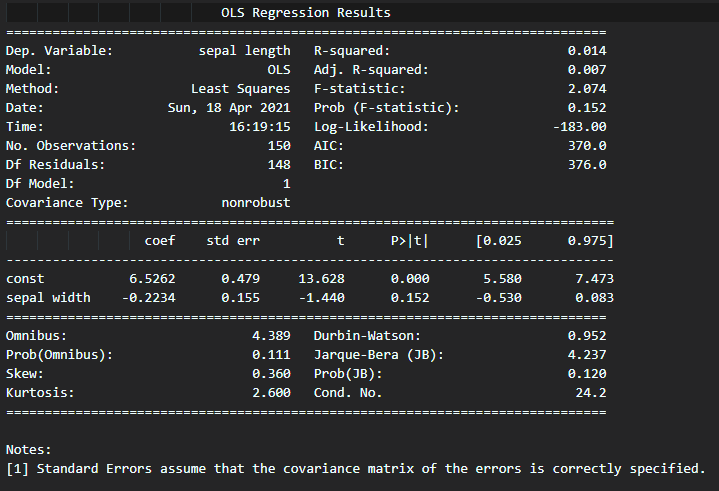 OLS Regression Results
==============================================================================
Dep. Variable:           sepal length   R-squared:                       0.014
Model:                            OLS   Adj. R-squared:                  0.007
Method:                 Least Squares   F-statistic:                     2.074
Date:                Sun, 18 Apr 2021   Prob (F-statistic):              0.152
Time:                        16:19:15   Log-Likelihood:                -183.00
No. Observations:                 150   AIC:                             370.0
Df Residuals:                     148   BIC:                             376.0
Df Model:                           1
Covariance Type:            nonrobust
===============================================================================
                  coef    std err          t      P>|t|      [0.025      0.975]
-------------------------------------------------------------------------------
const           6.5262      0.479     13.628      0.000       5.580       7.473
sepal width    -0.2234      0.155     -1.440      0.152      -0.530       0.083
==============================================================================
Omnibus:                        4.389   Durbin-Watson:                   0.952
Prob(Omnibus):                  0.111   Jarque-Bera (JB):                4.237
Skew:                           0.360   Prob(JB):                        0.120
Kurtosis:                       2.600   Cond. No.                         24.2
==============================================================================

Notes:
[1] Standard Errors assume that the covariance matrix of the errors is correctly specified.